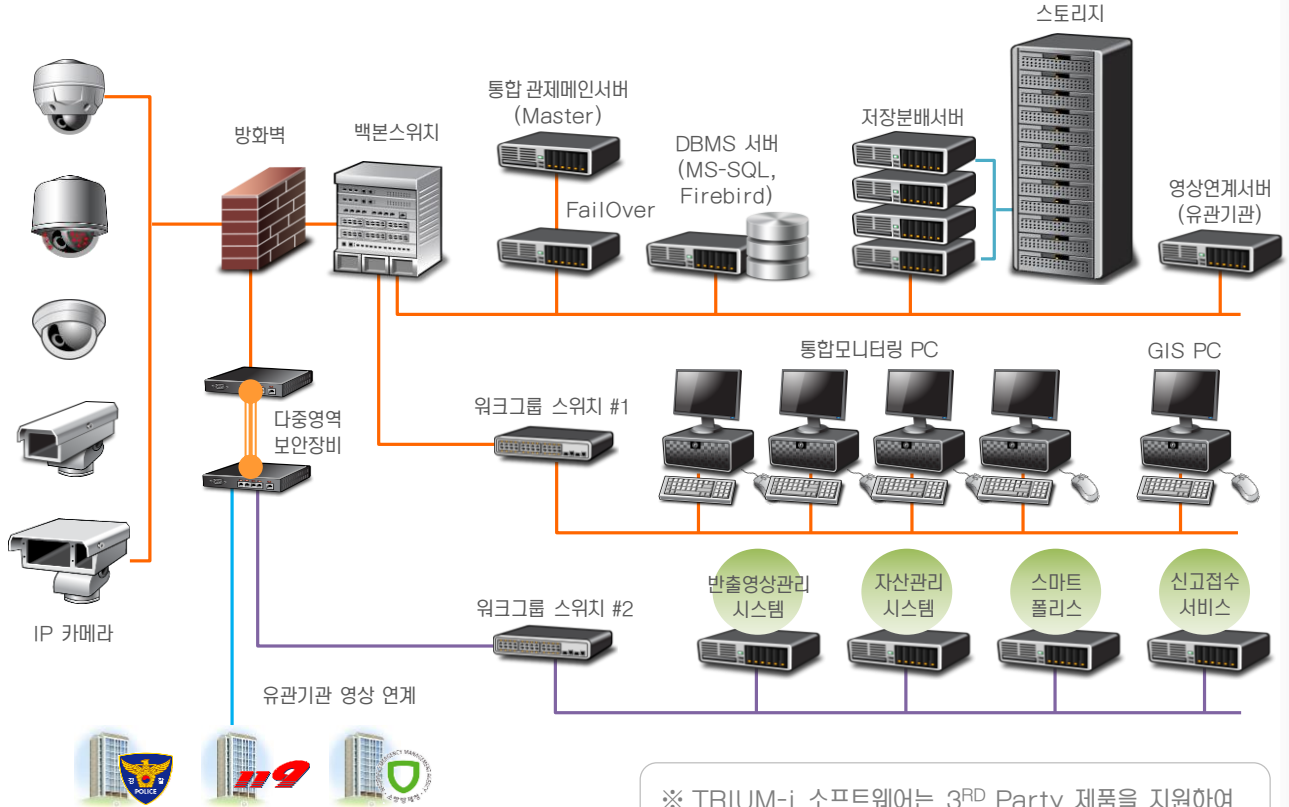 스토리지
통합 관제메인서버
(Master)
방화벽
백본스위치
저장분배서버
DBMS 서버
(MS-SQL,
Firebird)
영상연계서버
(유관기관)
FailOver
통합모니터링 PC
GIS PC
워크그룹 스위치 #1
다중영역
보안장비
반출영상관리
시스템
자산관리
시스템
스마트
폴리스
신고접수
서비스
워크그룹 스위치 #2
IP 카메라
유관기관 영상 연계
경찰
POLICE
119
소방방재청
※ TRIUM-i 소프트웨어는 3RD Party 제품을 지원하여